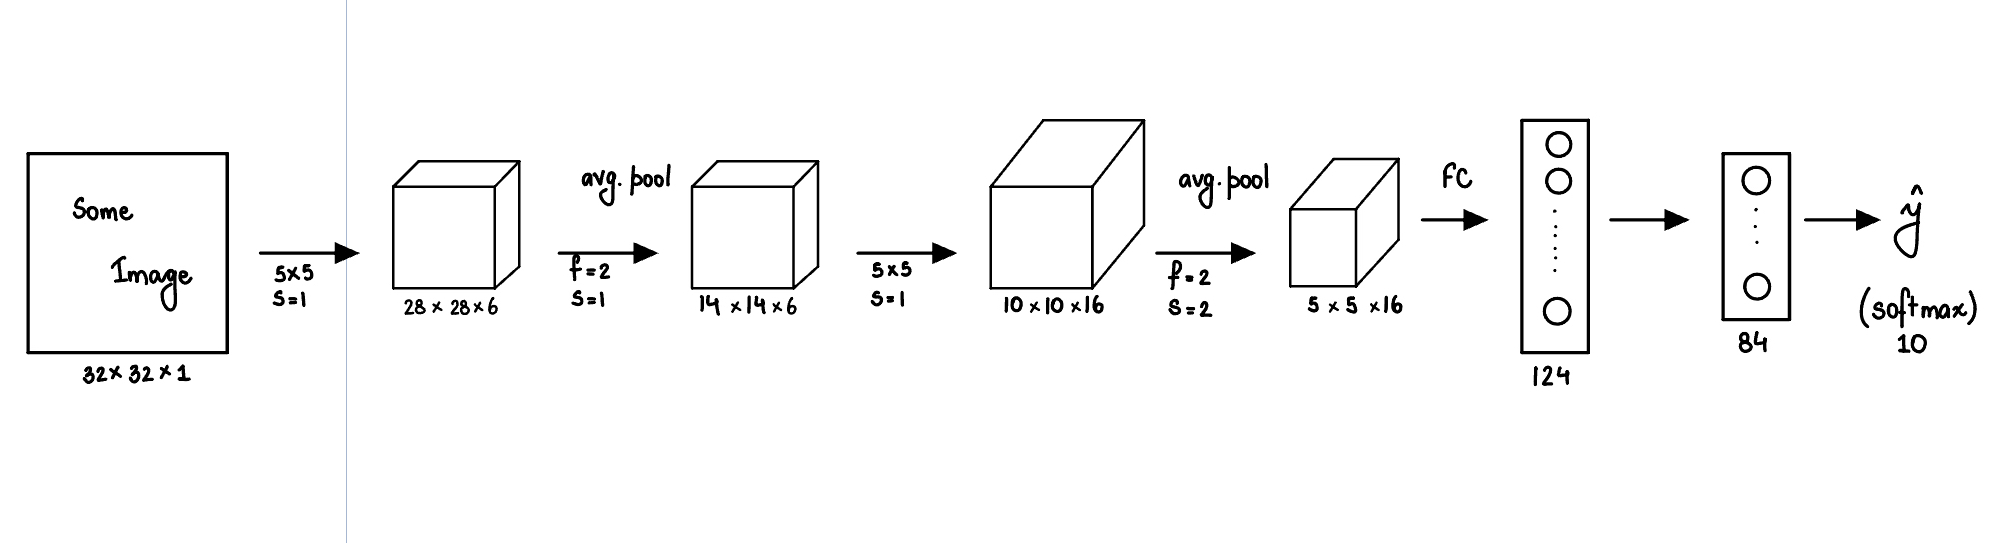 Some
Image
32 × 32 × 1
5×5
s=1
28 × 28 × 6
avg. pool
f=2
s=1
14 × 14 × 6
5×5
s=1
10 × 10 × 16
avg. pool
f=2
s=2
5 × 5 × 16
FC
124
84
ŷ
(softmax)
10